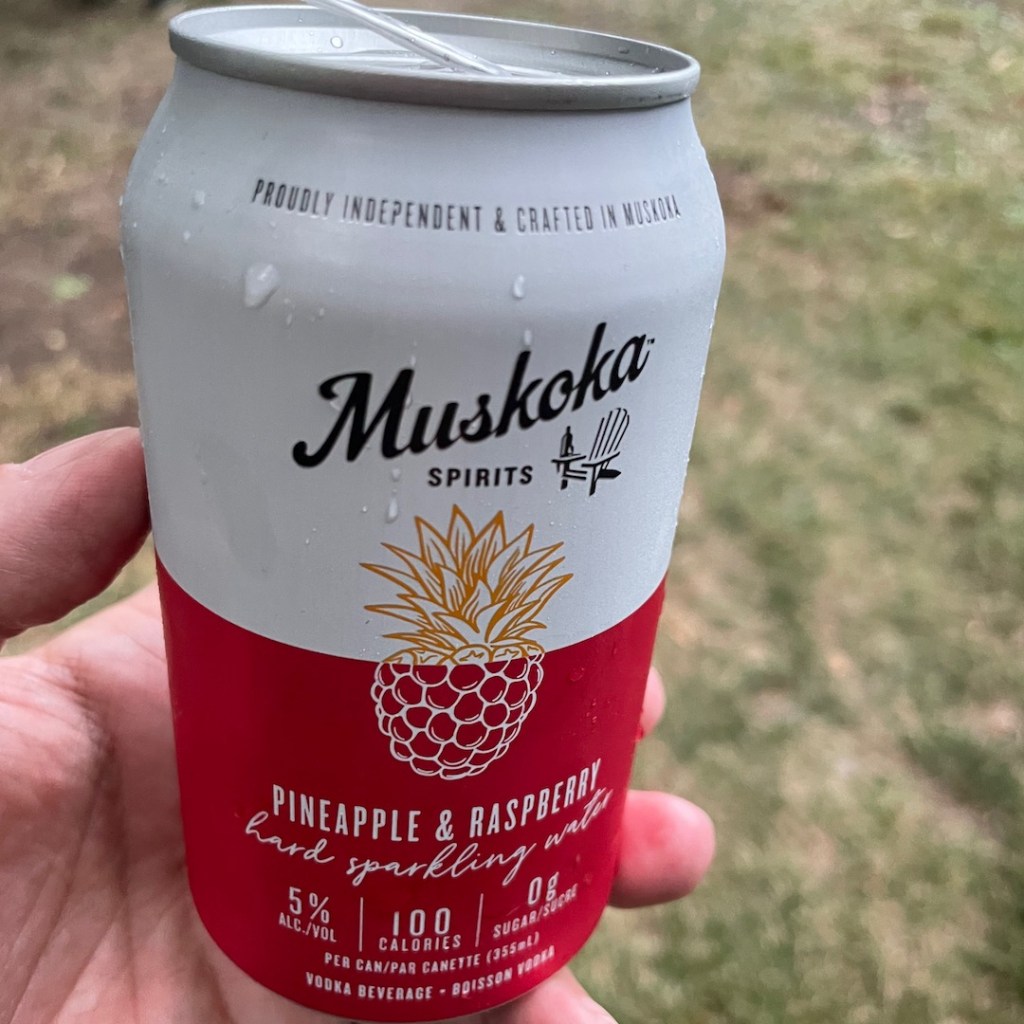 PROUDLY INDEPENDENT & CRAFTED IN MUSKOKA
Muskoka™
SPIRITS
PINEAPPLE & RASPBERRY
hard sparkling water
5% 100 0g
ALC./VOL CALORIES SUGAR/SUCRE
PER CAN/PAR CANETTE (355mL)
VODKA BEVERAGE - BOISSON VODKA